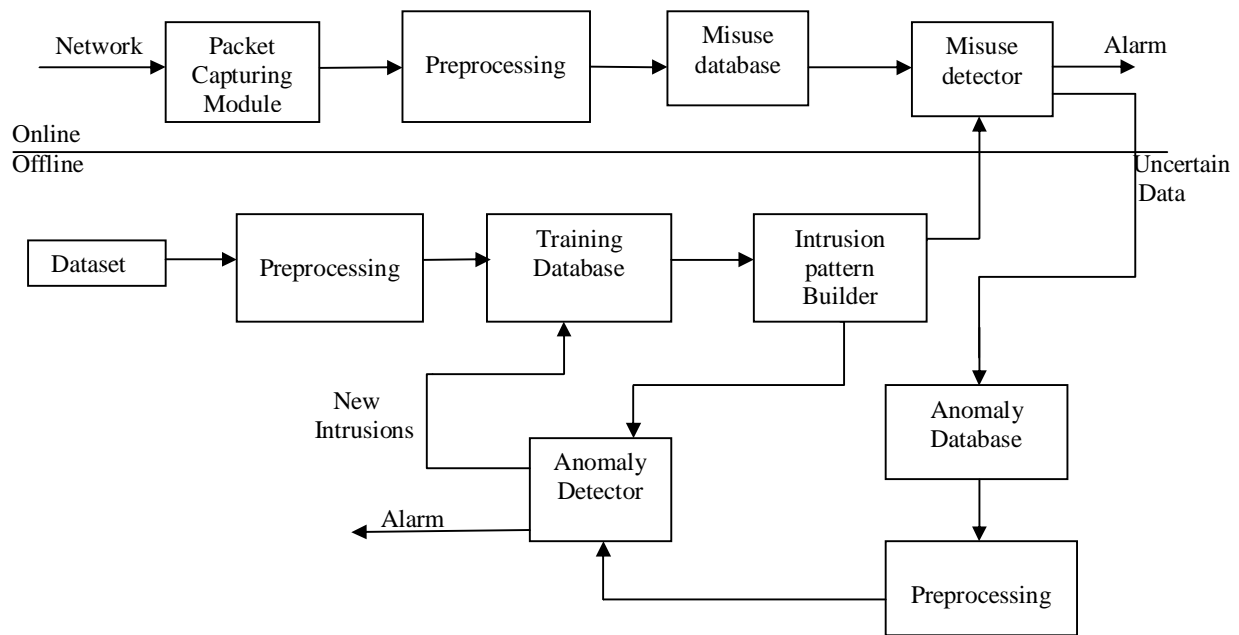 Network
Packet
Capturing
Module
Preprocessing
Misuse
database
Misuse
detector
Alarm
Online
Offline
Uncertain
Data
Dataset
Preprocessing
Training
Database
Intrusion
pattern
Builder
New
Intrusions
Anomaly
Detector
Alarm
Anomaly
Database
Preprocessing